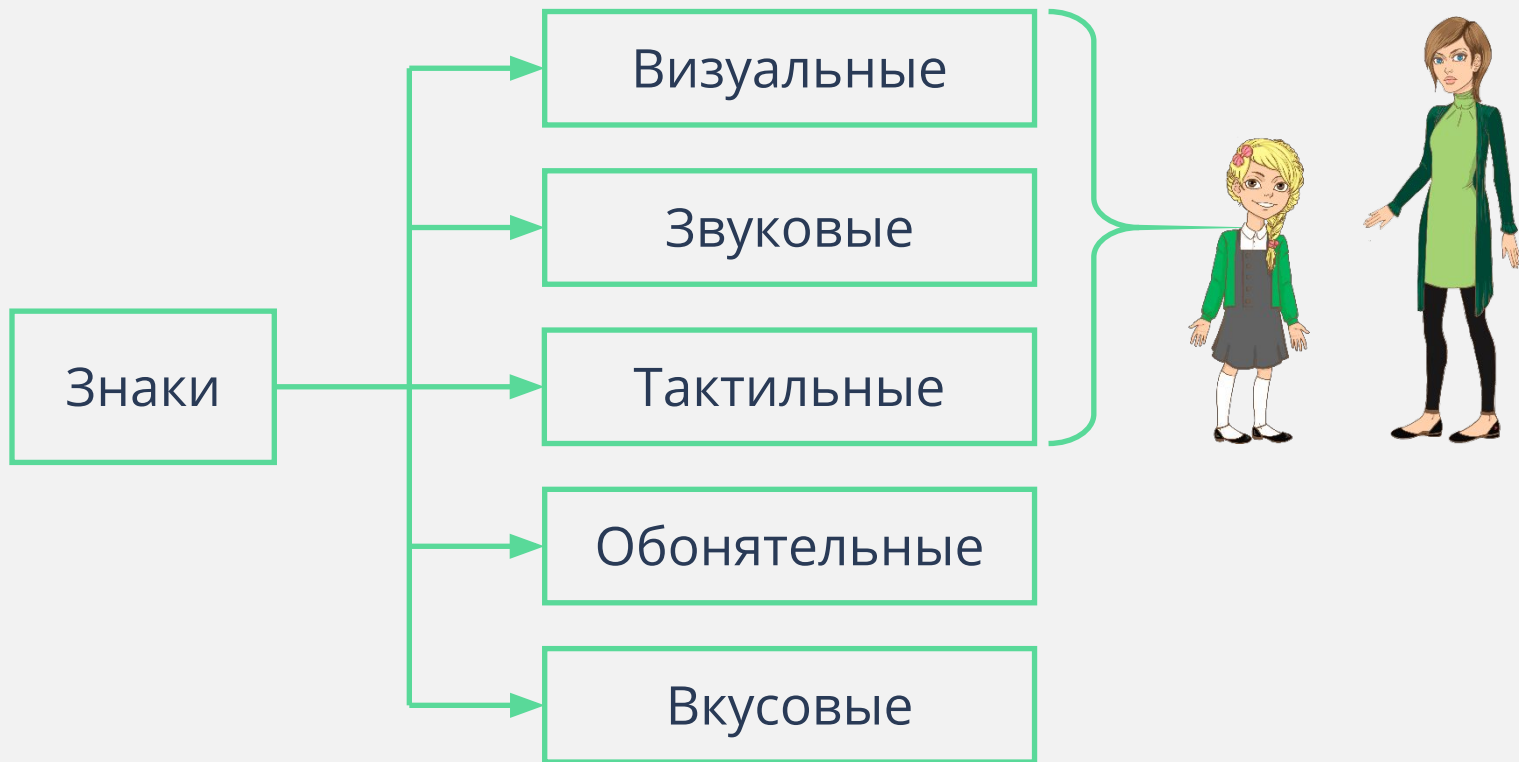 Знаки
Визуальные
Звуковые
Тактильные
Обонятельные
Вкусовые